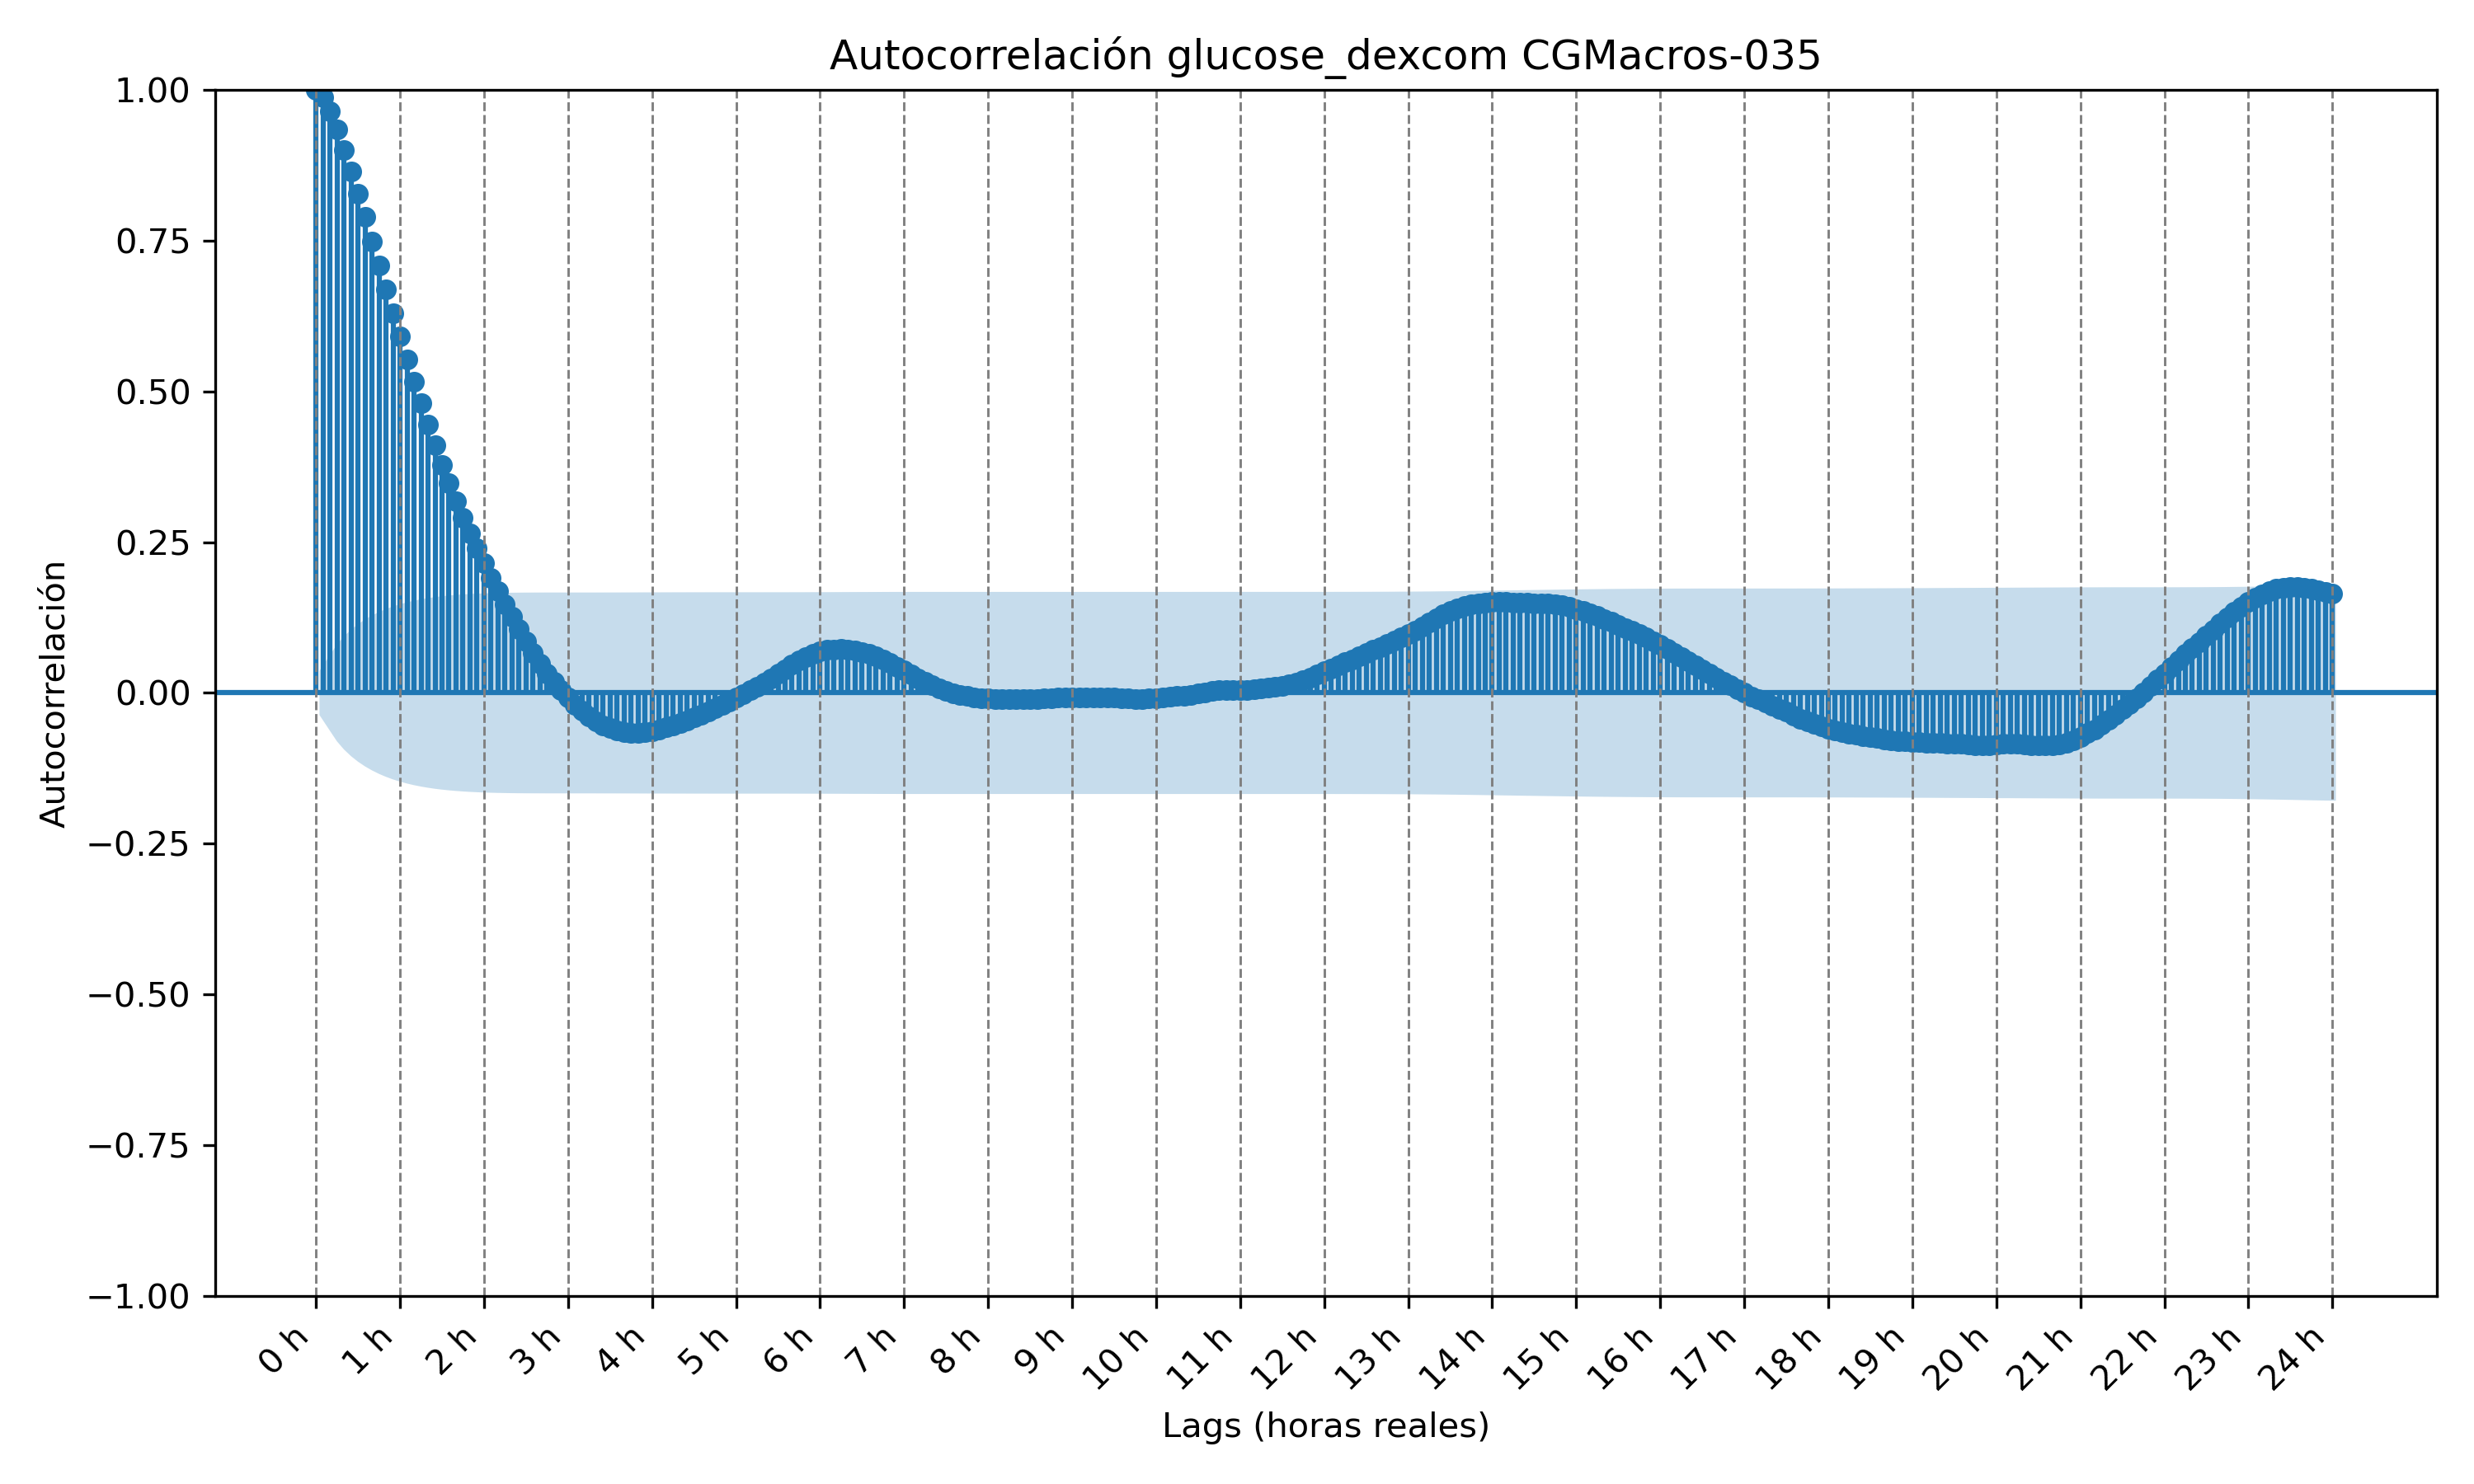 Autocorrelación glucose_dexcom CGMacros-035
1.00
0.75
0.50
0.25
0.00
−0.25
−0.50
−0.75
−1.00
Autocorrelación
0 h
1 h
2 h
3 h
4 h
5 h
6 h
7 h
8 h
9 h
10 h
11 h
12 h
13 h
14 h
15 h
16 h
17 h
18 h
19 h
20 h
21 h
22 h
23 h
24 h
Lags (horas reales)